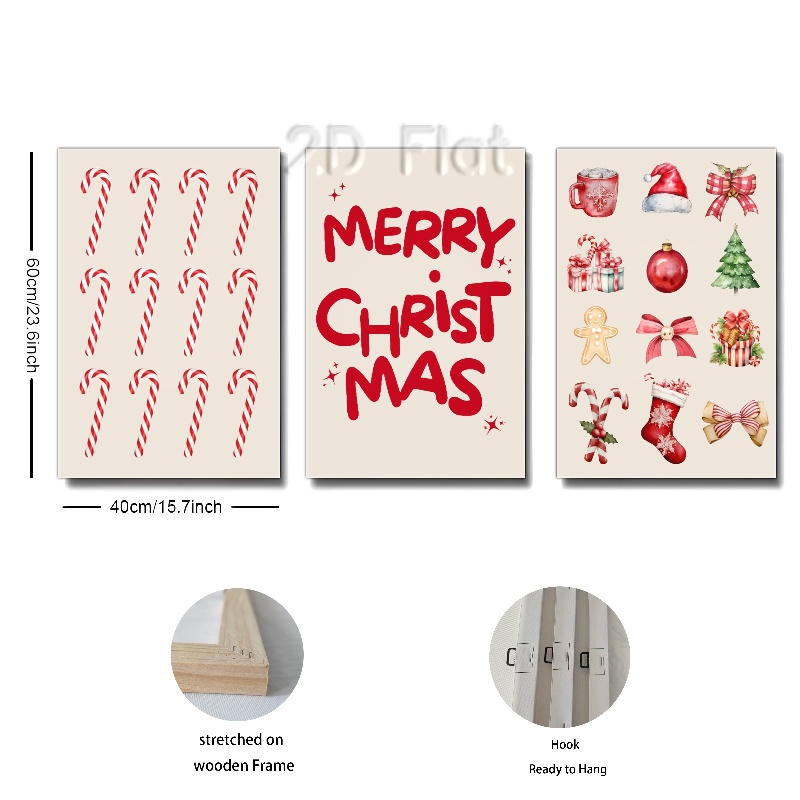 2D Flat
MERRY
CHRiST
MAS
60cm/23.6inch
40cm/15.7inch
stretched on
wooden Frame
Hook
Ready to Hang